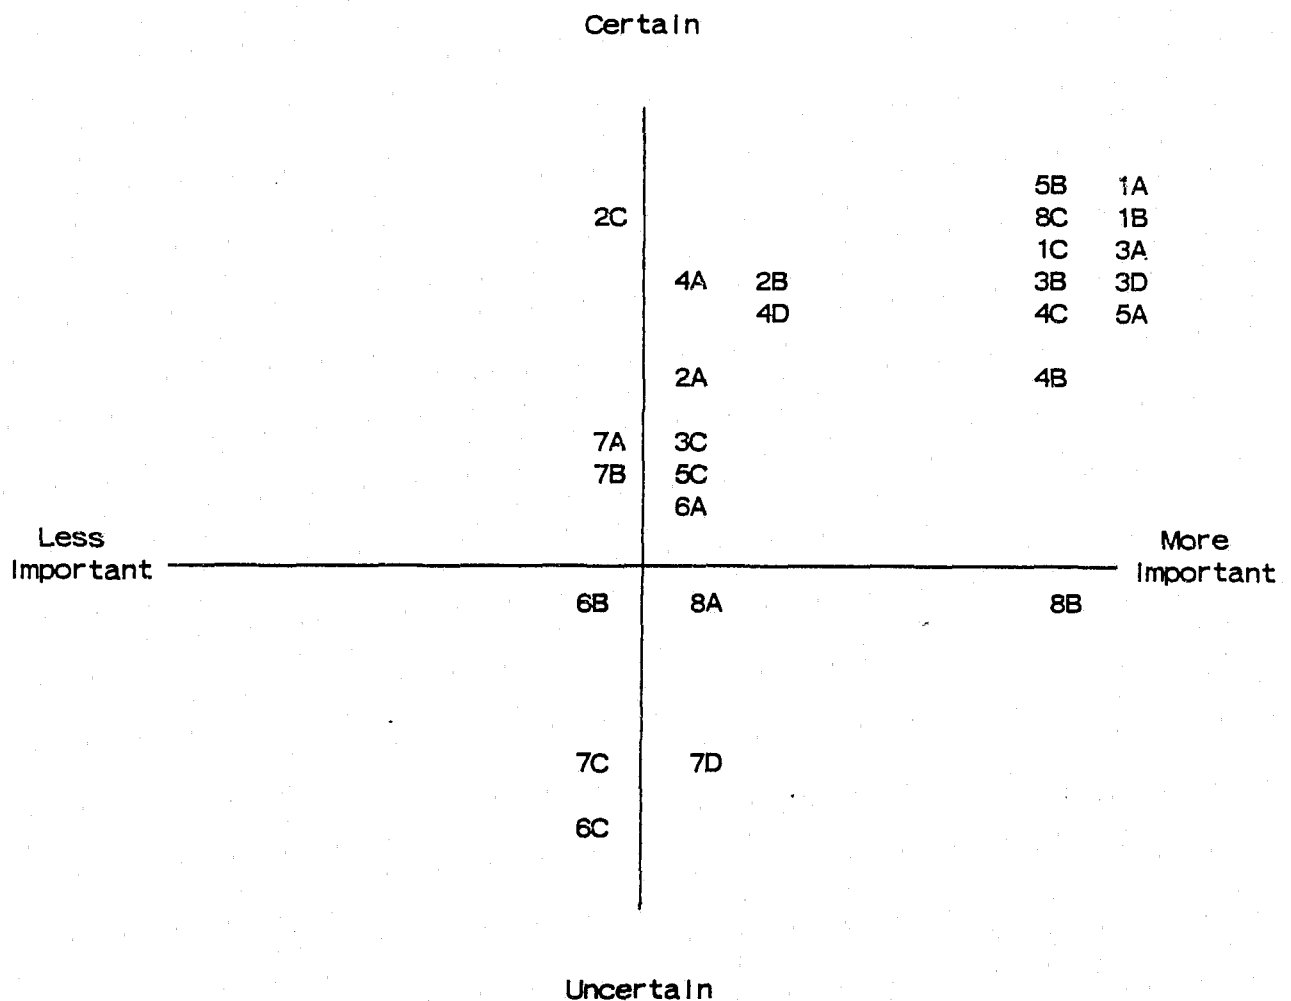 Certain
5B 1A
2C 8C 1B
1C 3A
4A 2B 3B 3D
4D 4C 5A
2A 4B
7A 3C
7B 5C
6A
Less
Important
More
Important
6B 8A 8B
7C 7D
6C
Uncertain